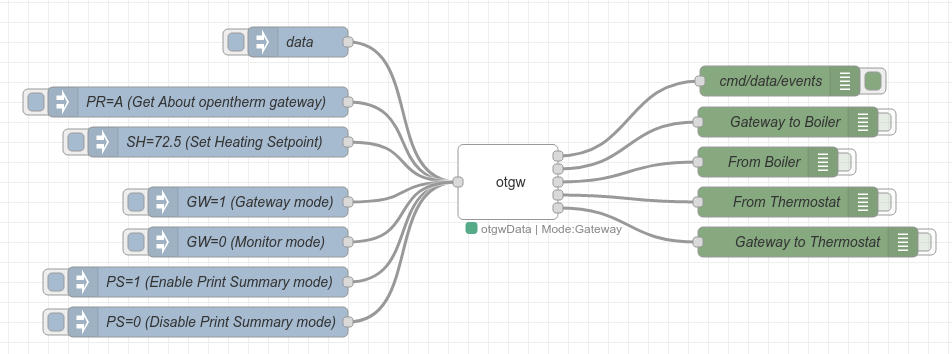 data
PR=A (Get About opentherm gateway)
SH=72.5 (Set Heating Setpoint)
GW=1 (Gateway mode)
GW=0 (Monitor mode)
PS=1 (Enable Print Summary mode)
PS=0 (Disable Print Summary mode)
otgw
otgwData | Mode:Gateway
cmd/data/events
Gateway to Boiler
From Boiler
From Thermostat
Gateway to Thermostat